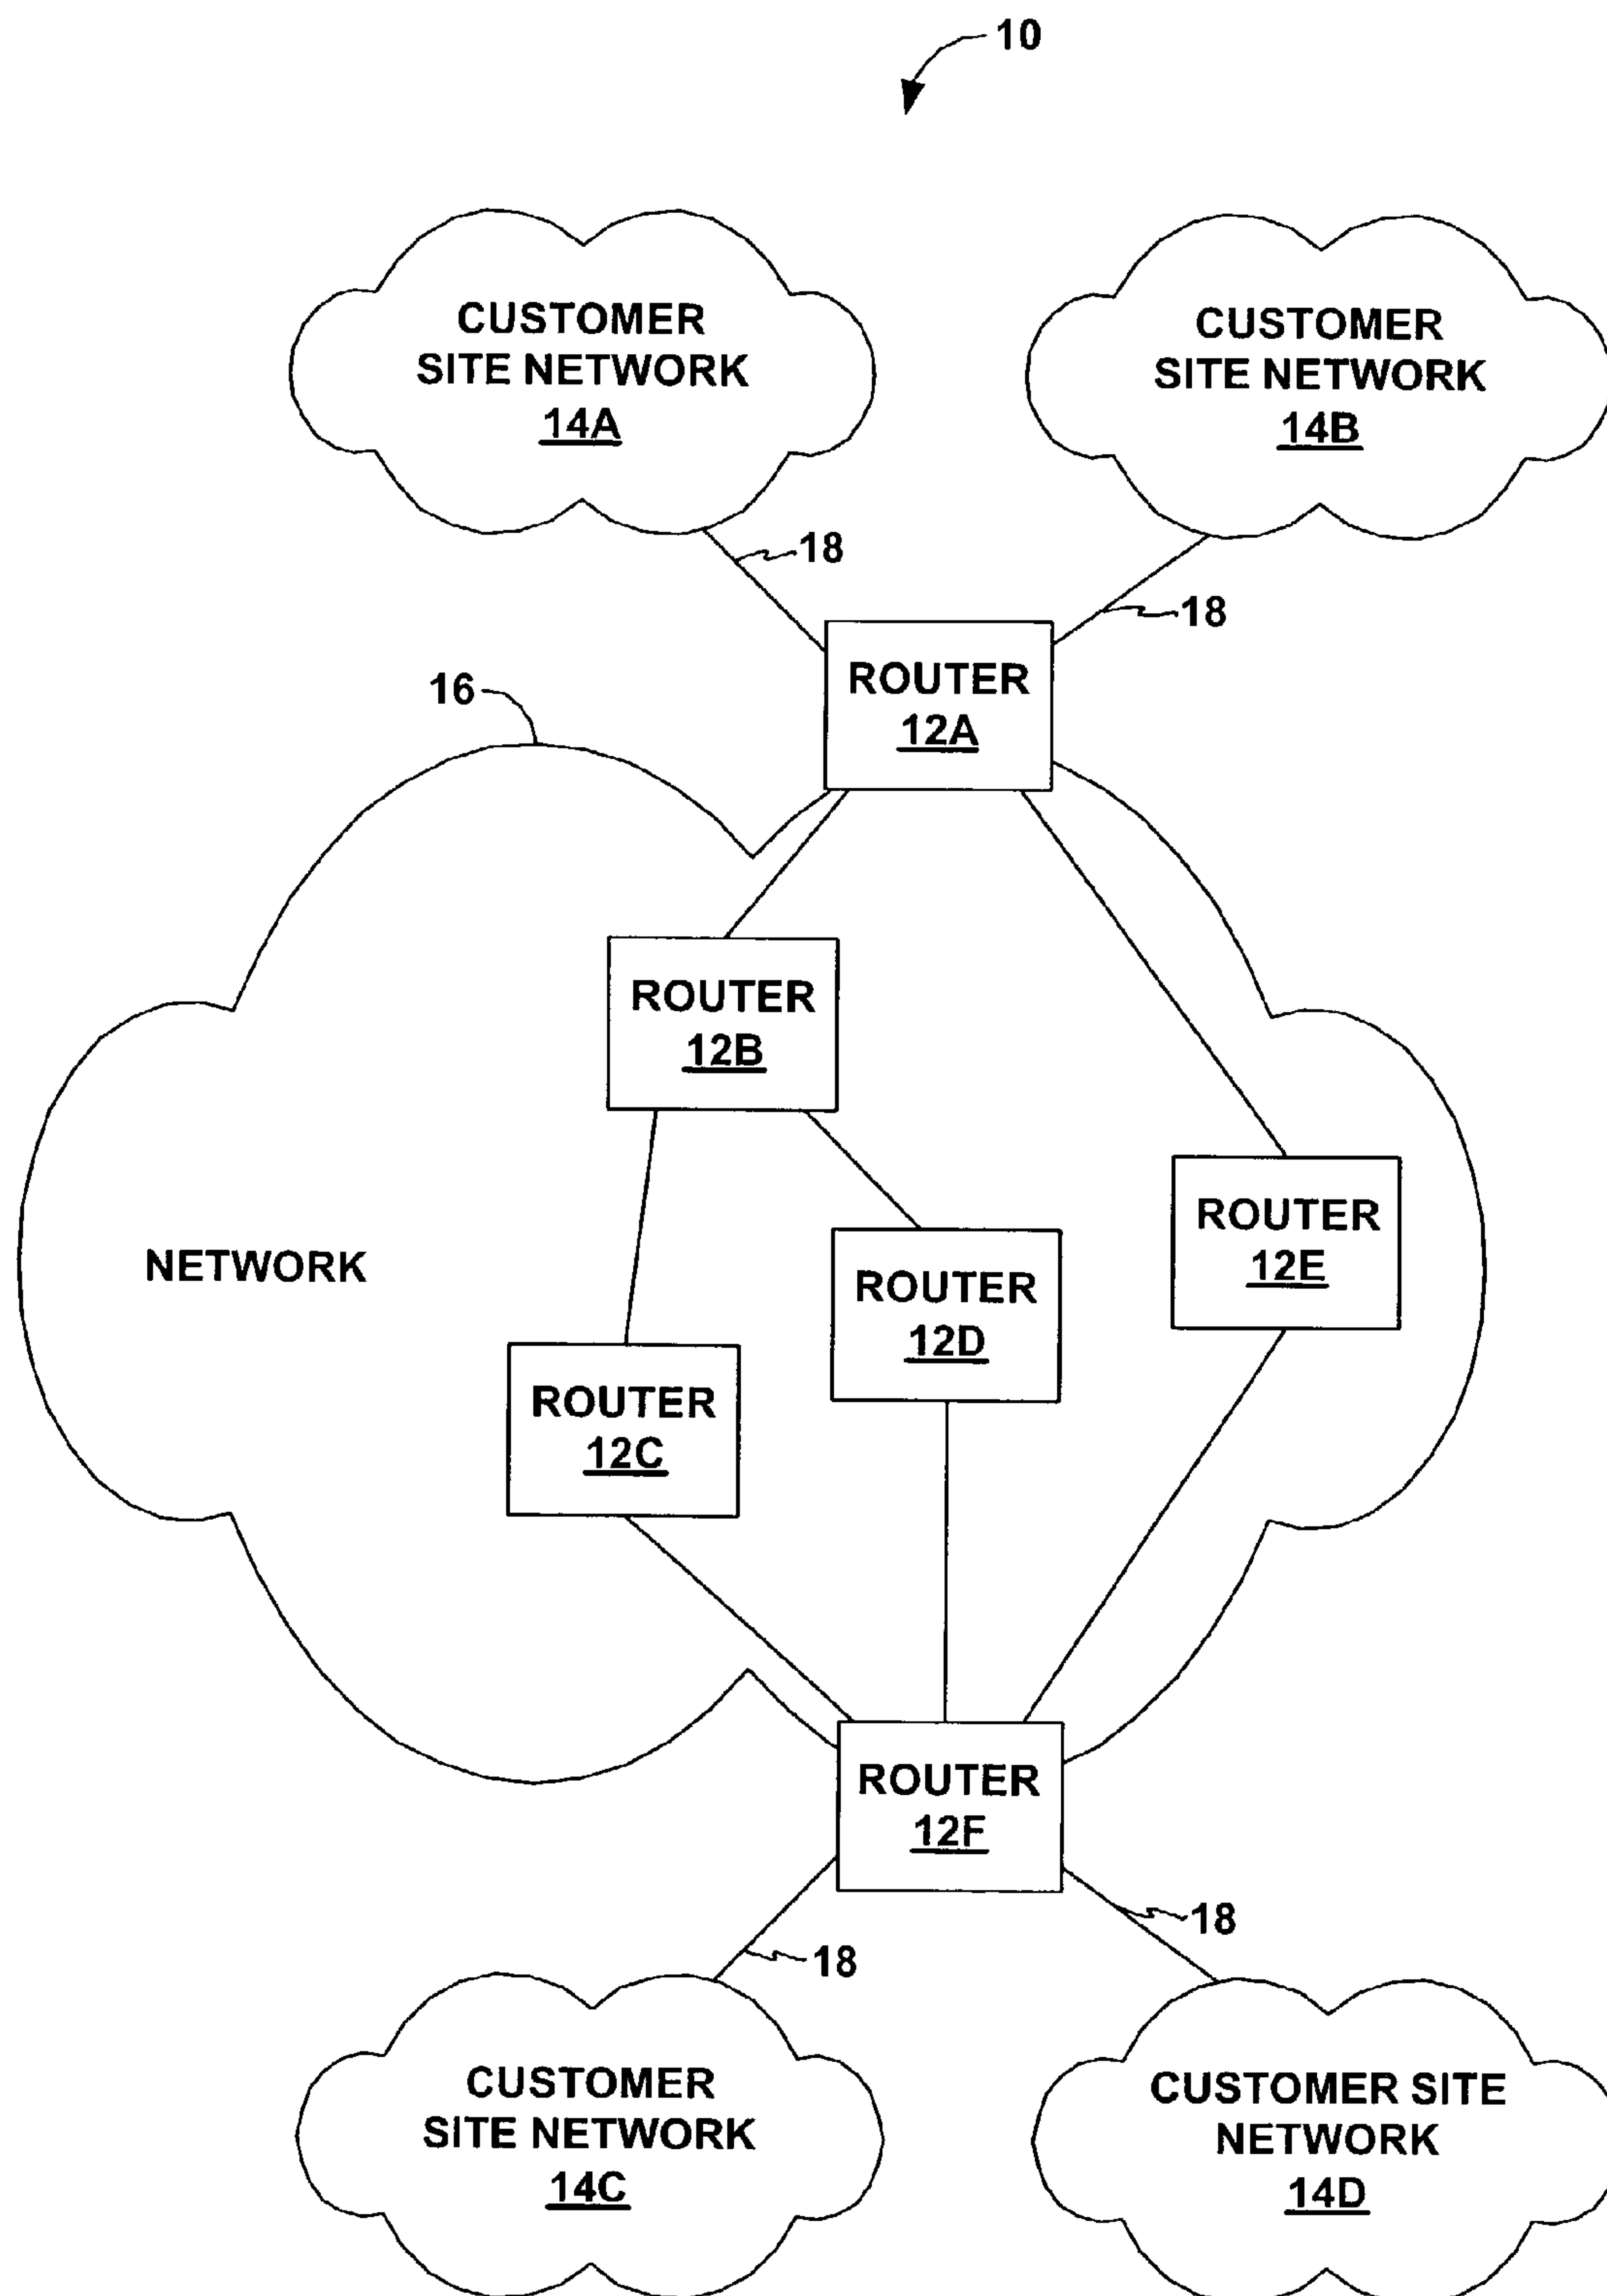 10
CUSTOMER
SITE NETWORK
14A
CUSTOMER
SITE NETWORK
14B
18
18
ROUTER
12A
16
ROUTER
12B
ROUTER
12E
NETWORK
ROUTER
12D
ROUTER
12C
ROUTER
12F
18
18
CUSTOMER
SITE NETWORK
14C
CUSTOMER SITE
NETWORK
14D